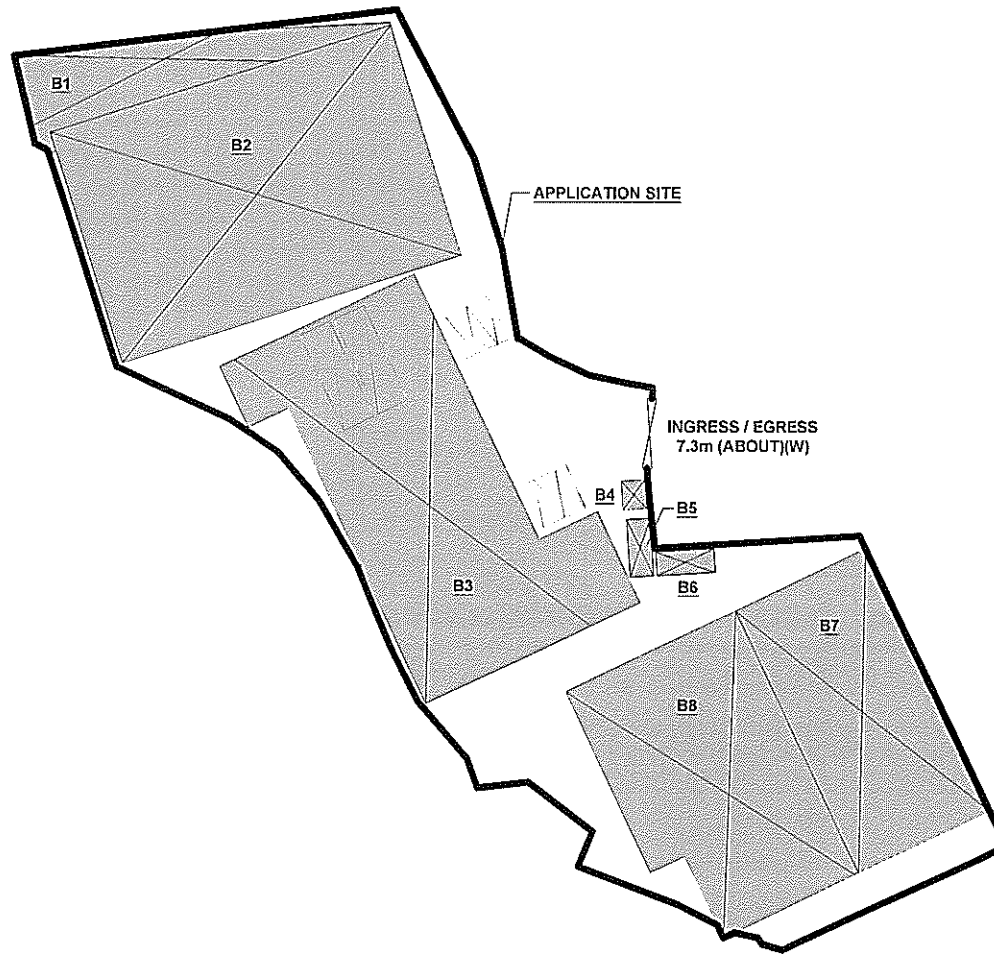 B1
B2
APPLICATION SITE
INGRESS / EGRESS
7.3m (ABOUT)(W)
B4
B5
B3
B6
B7
B8